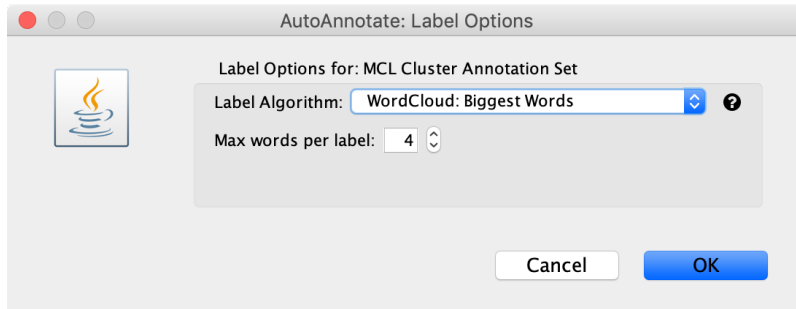 AutoAnnotate: Label Options
Label Options for: MCL Cluster Annotation Set
Label Algorithm: WordCloud: Biggest Words ?
Max words per label: 4
Cancel OK